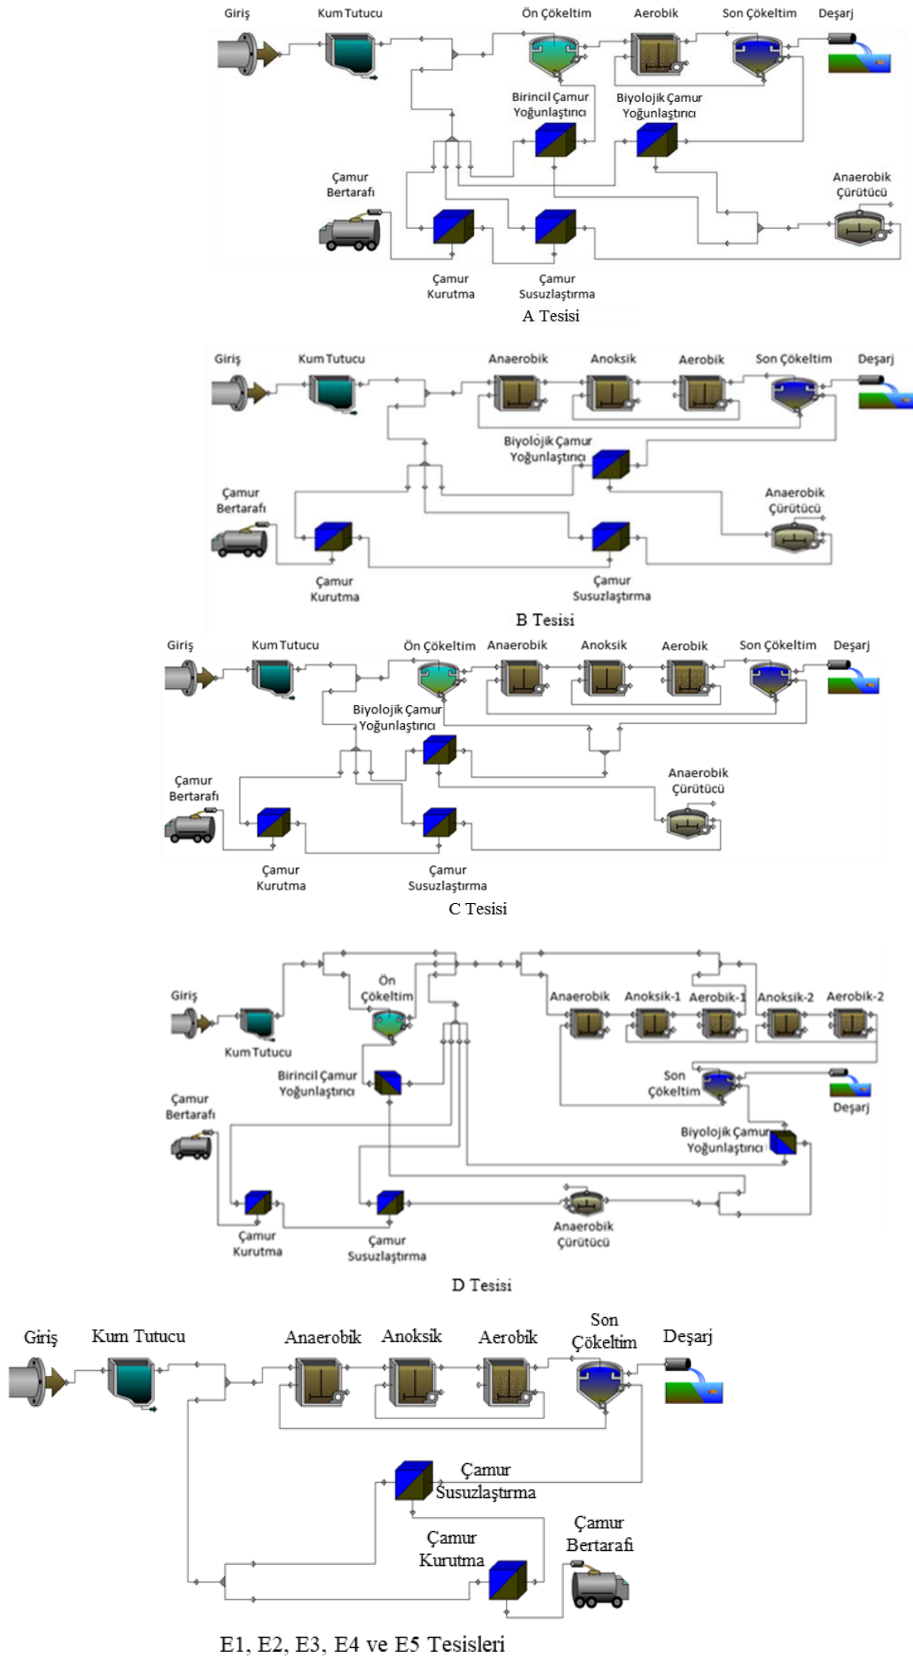 Giriş
Kum Tutucu
Ön Çökeltim
Aerobik
Son Çökeltim
Deşarj
Birincil Çamur
Yoğunlaştırıcı
Biyolojik Çamur
Yoğunlaştırıcı
Çamur
Bertarafı
Anaerobik
Çürütücü
Çamur
Kurutma
Çamur
Susuzlaştırma
A Tesisi
Giriş
Kum Tutucu
Anaerobik
Anoksik
Aerobik
Son Çökeltim
Deşarj
Biyolojik Çamur
Yoğunlaştırıcı
Çamur
Bertarafı
Anaerobik
Çürütücü
Çamur
Kurutma
Çamur
Susuzlaştırma
B Tesisi
Giriş
Kum Tutucu
Ön Çökeltim
Anaerobik
Anoksik
Aerobik
Son Çökeltim
Deşarj
Biyolojik Çamur
Yoğunlaştırıcı
Çamur
Bertarafı
Anaerobik
Çürütücü
Çamur
Kurutma
Çamur
Susuzlaştırma
C Tesisi
Giriş
Kum Tutucu
Ön
Çökeltim
Anaerobik
Anoksik-1
Aerobik-1
Anoksik-2
Aerobik-2
Birincil Çamur
Yoğunlaştırıcı
Son
Çökeltim
Deşarj
Çamur
Bertarafı
Biyolojik Çamur
Yoğunlaştırıcı
Çamur
Kurutma
Çamur
Susuzlaştırma
Anaerobik
Çürütücü
D Tesisi
Giriş
Kum Tutucu
Anaerobik
Anoksik
Aerobik
Son
Çökeltim
Deşarj
Çamur
Susuzlaştırma
Çamur
Kurutma
Çamur
Bertarafı
E1, E2, E3, E4 ve E5 Tesisleri